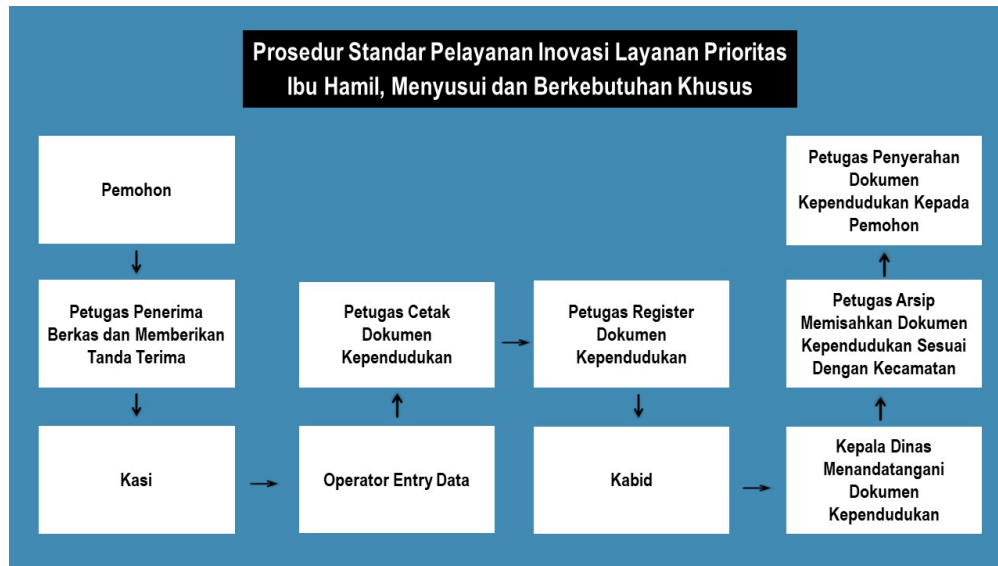 Prosedur Standar Pelayanan Inovasi Layanan Prioritas
Ibu Hamil, Menyusui dan Berkebutuhan Khusus
Pemohon
Petugas Penerima
Berkas dan Memberikan
Tanda Terima
Kasi
Operator Entry Data
Petugas Cetak
Dokumen
Kependudukan
Petugas Register
Dokumen
Kependudukan
Kabid
Kepala Dinas
Menandatangani
Dokumen
Kependudukan
Petugas Arsip
Memisahkan Dokumen
Kependudukan Sesuai
Dengan Kecamatan
Petugas Penyerahan
Dokumen
Kependudukan Kepada
Pemohon